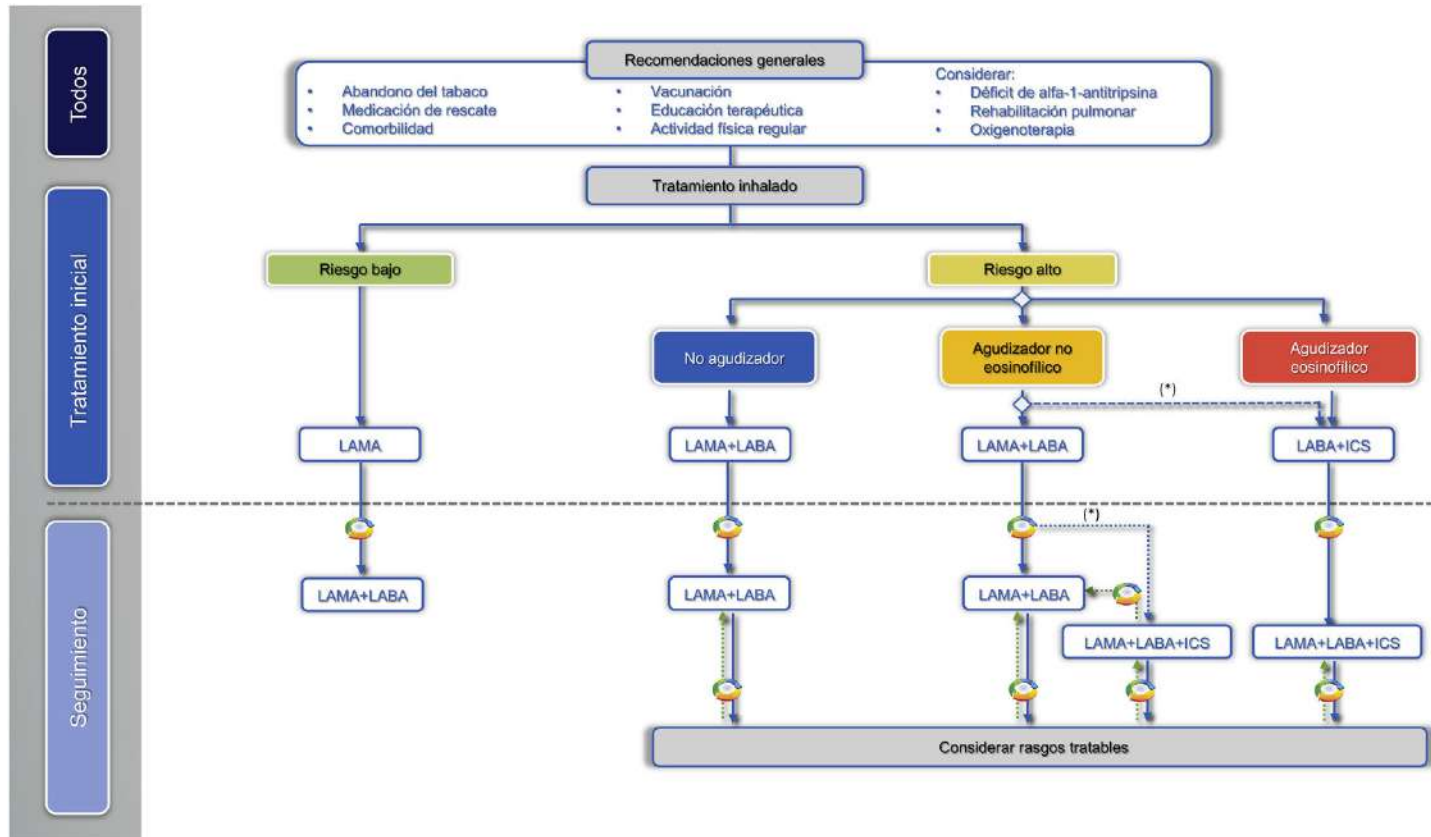 Todos
Recomendaciones generales
• Abandono del tabaco
• Medicación de rescate
• Comorbilidad
• Vacunación
• Educación terapéutica
• Actividad física regular
Considerar:
• Déficit de alfa-1-antitripsina
• Rehabilitación pulmonar
• Oxigenoterapia
Tratamiento inicial
Tratamiento inhalado
Riesgo bajo
Riesgo alto
No agudizador
Agudizador no
eosinofílico
Agudizador
eosinofílico
(*)
LAMA
LAMA+LABA
LAMA+LABA
LABA+ICS
Seguimiento
(*)
LAMA+LABA
LAMA+LABA
LAMA+LABA
LAMA+LABA+ICS
LAMA+LABA+ICS
Considerar rasgos tratables